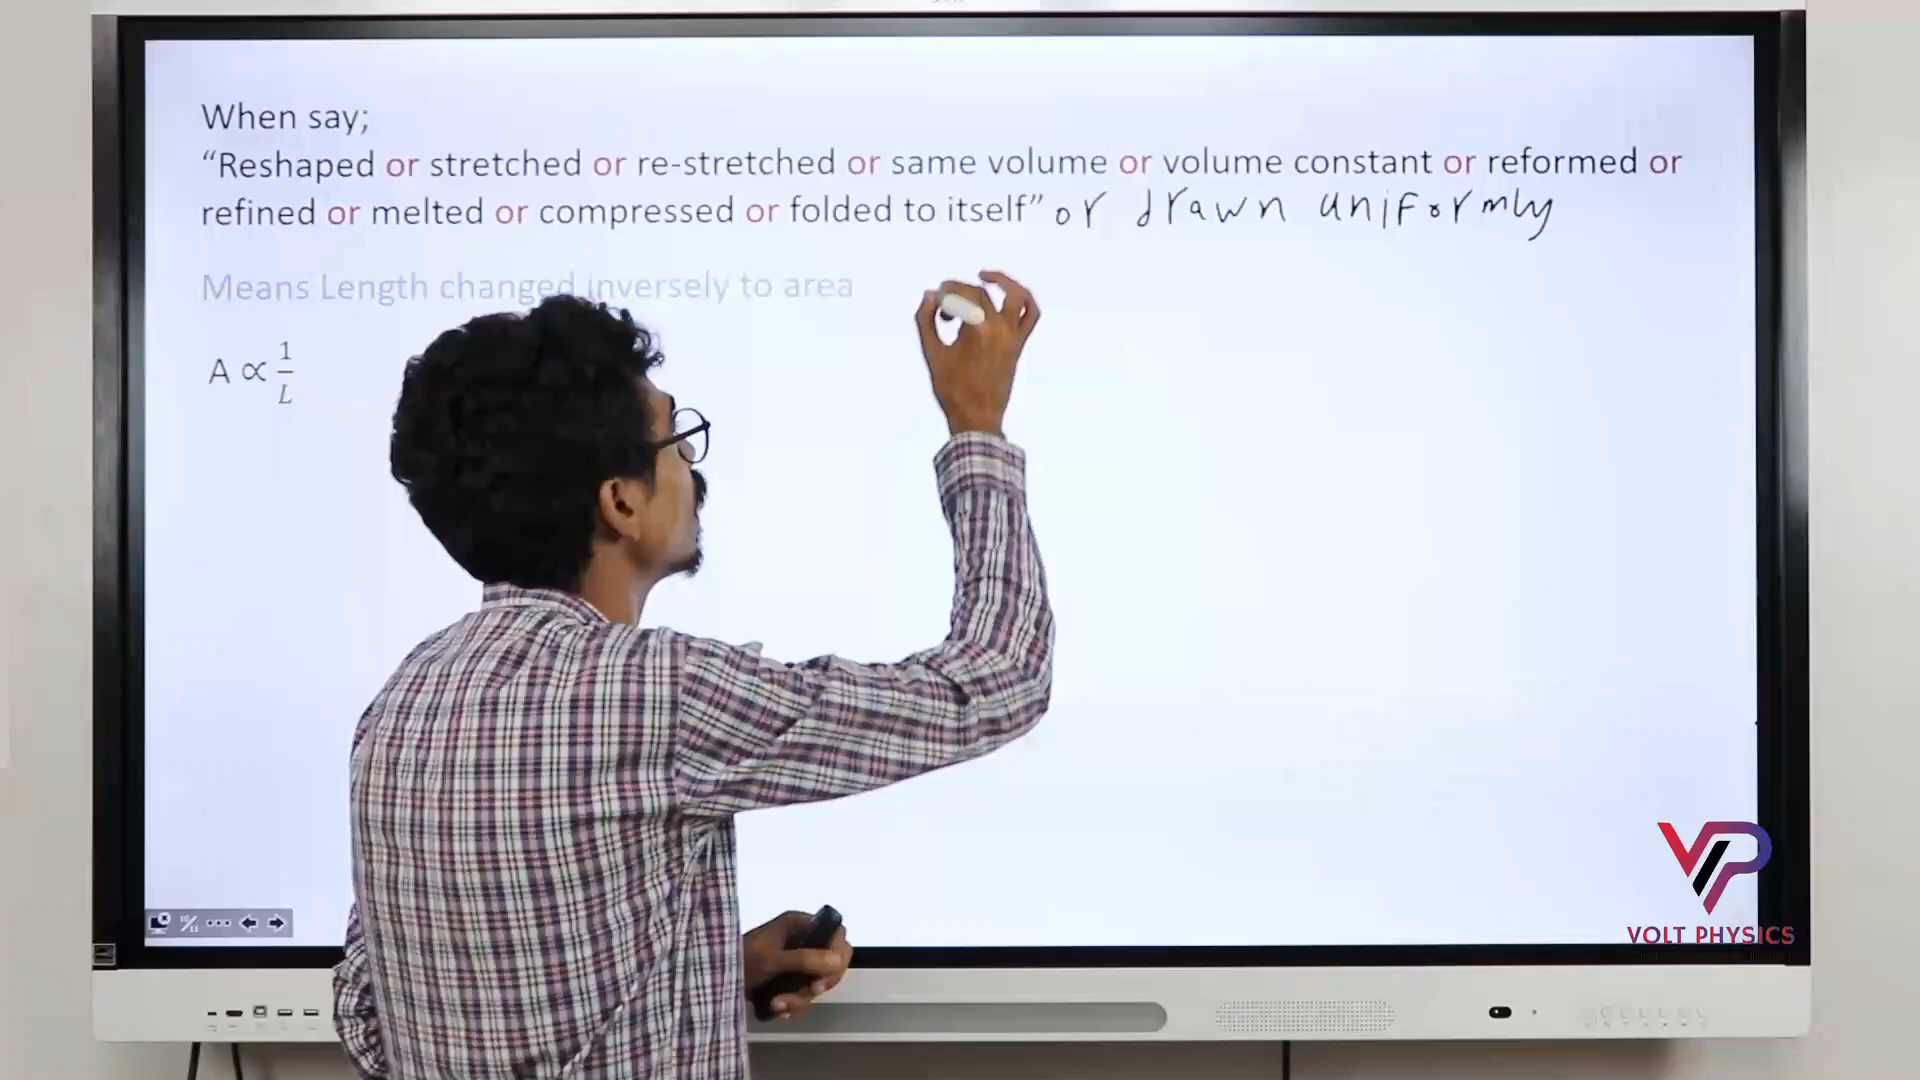 When say;
“Reshaped or stretched or re-stretched or same volume or volume constant or reformed or
refined or melted or compressed or folded to itself” or drawn uniformly
Means Length changed inversely to area
A ∝ 1/L
VOLT PHYSICS